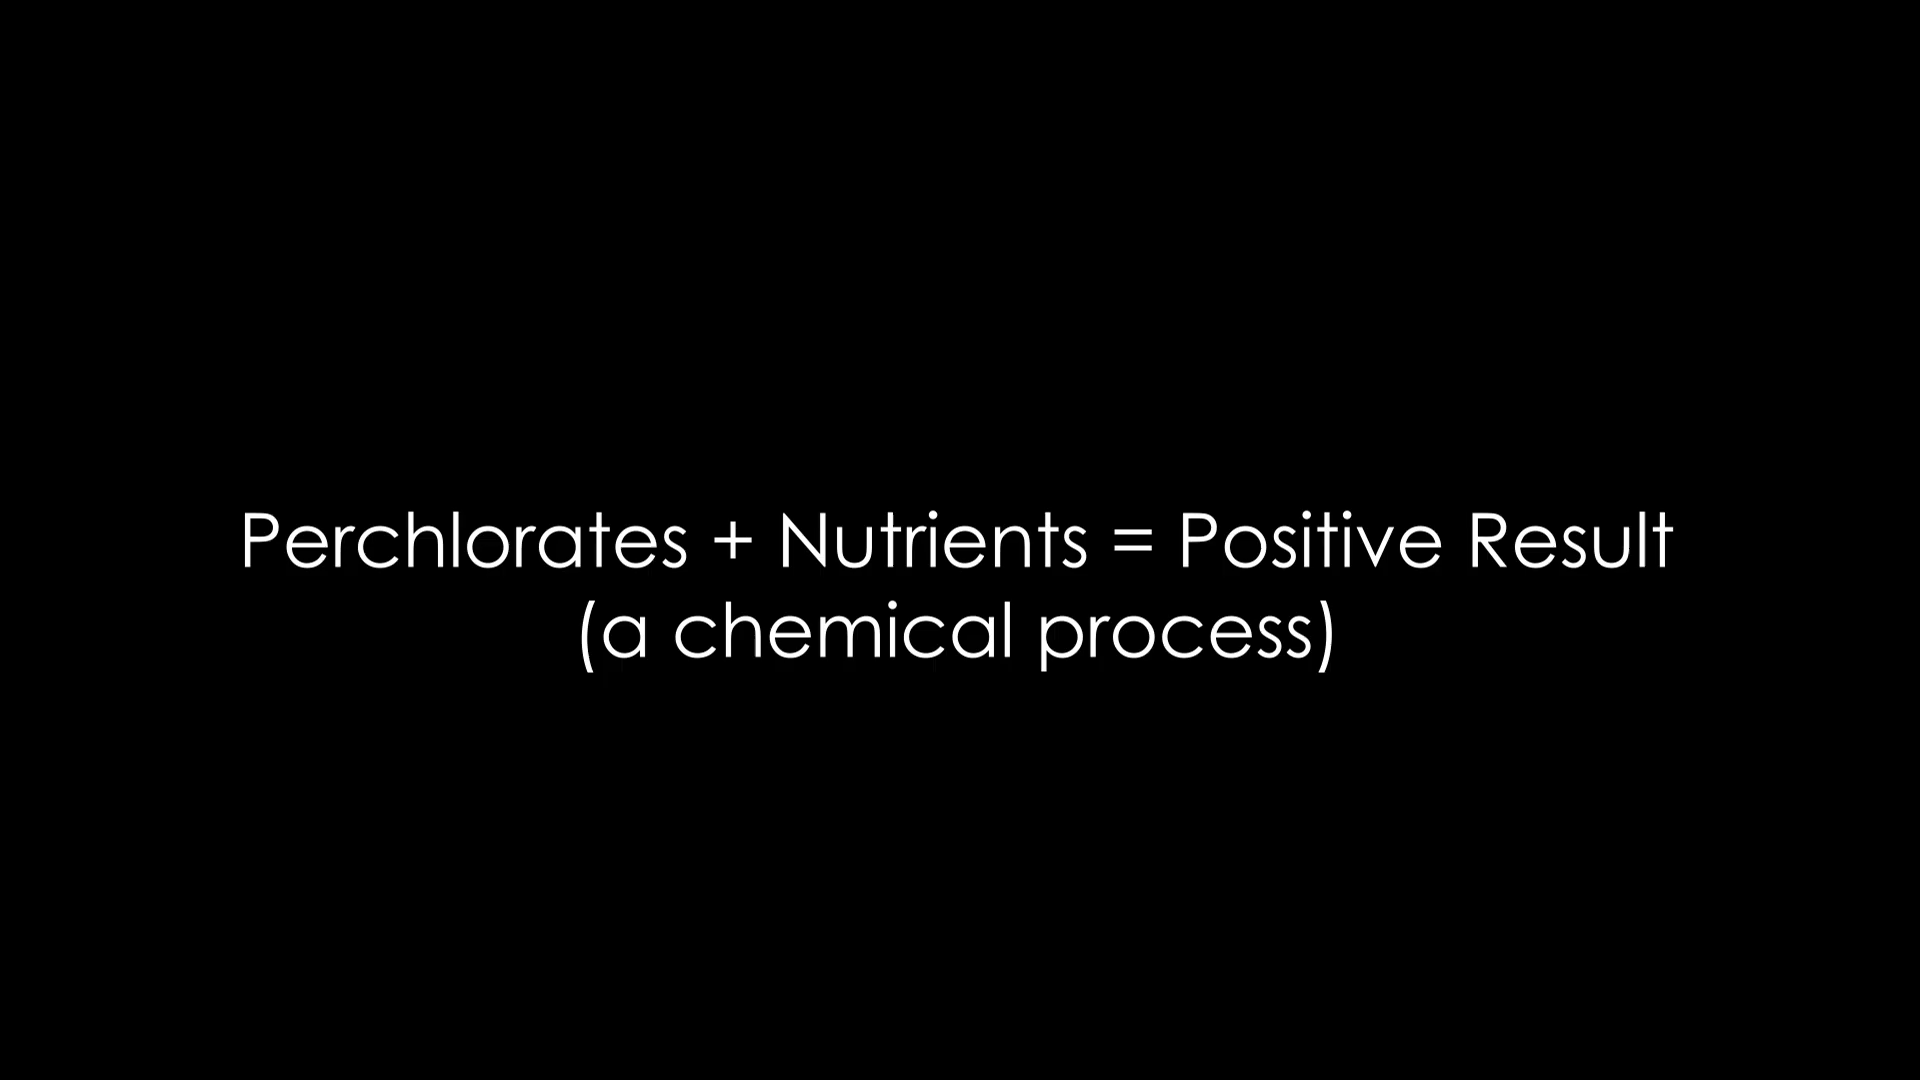 Perchlorates + Nutrients = Positive Result
(a chemical process)